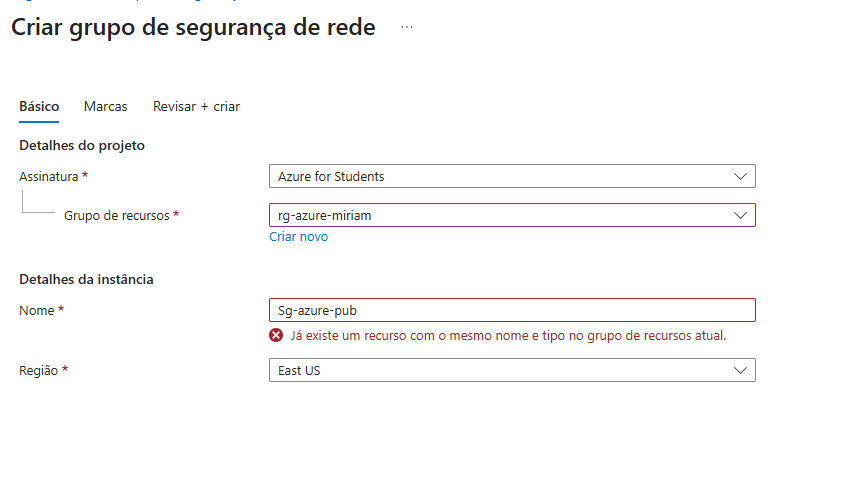 Criar grupo de segurança de rede ...
Básico Marcas Revisar + criar
Detalhes do projeto
Assinatura * Azure for Students
Grupo de recursos * rg-azure-miriam
Criar novo
Detalhes da instância
Nome * Sg-azure-pub
Já existe um recurso com o mesmo nome e tipo no grupo de recursos atual.
Região * East US